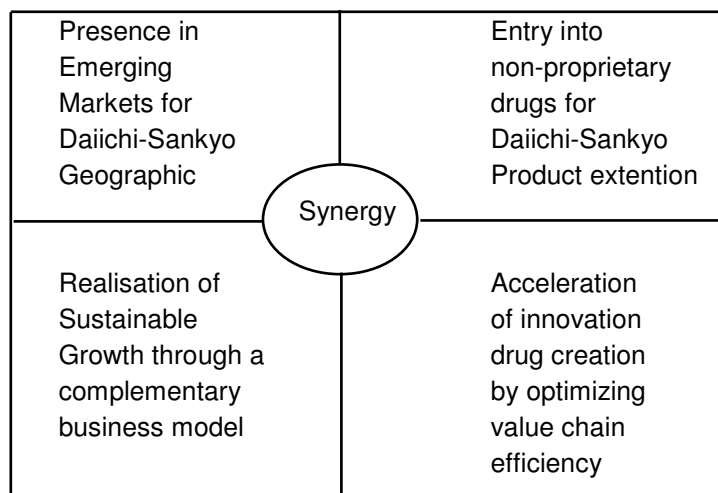 Presence in
Emerging
Markets for
Daiichi-Sankyo
Geographic
Entry into
non-proprietary
drugs for
Daiichi-Sankyo
Product extention
Synergy
Realisation of
Sustainable
Growth through a
complementary
business model
Acceleration
of innovation
drug creation
by optimizing
value chain
efficiency